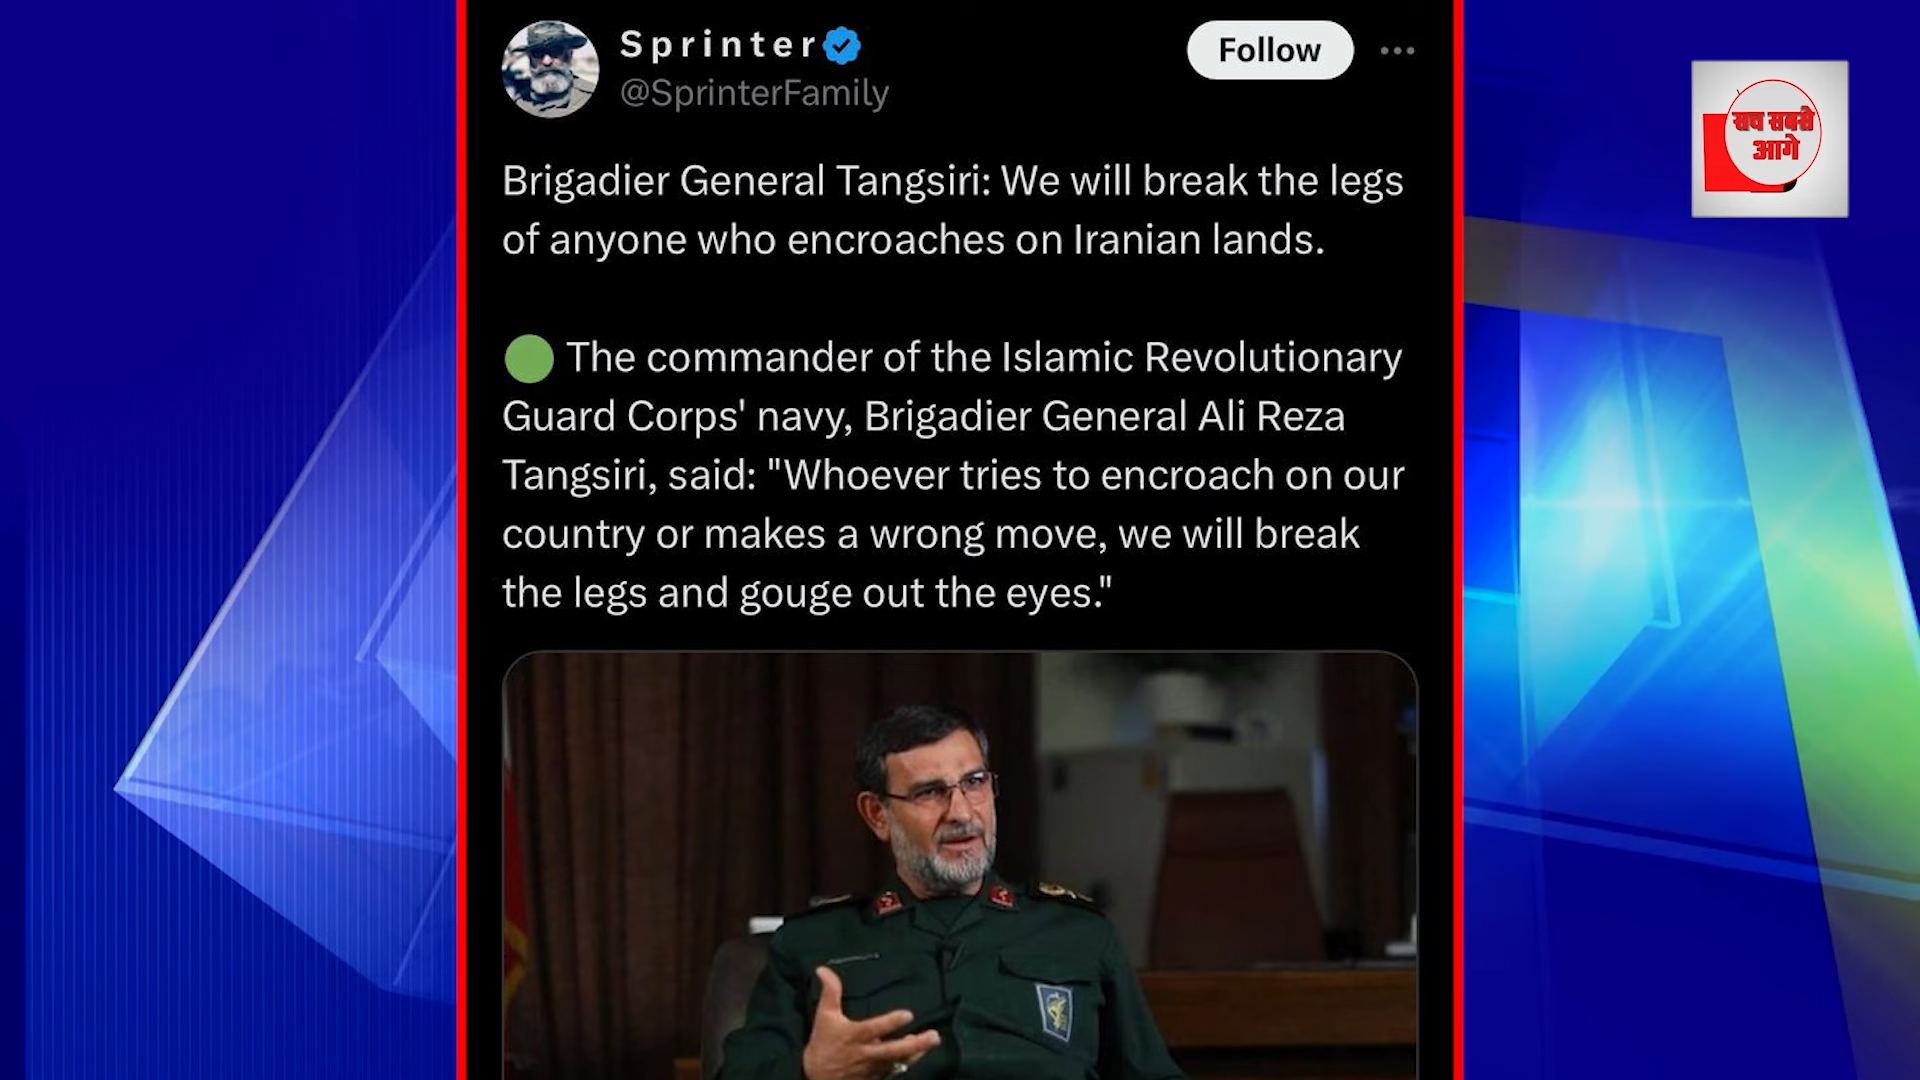 Sprinter
@SprinterFamily
Follow
सच सबसे
आगे
Brigadier General Tangsiri: We will break the legs
of anyone who encroaches on Iranian lands.
The commander of the Islamic Revolutionary
Guard Corps' navy, Brigadier General Ali Reza
Tangsiri, said: "Whoever tries to encroach on our
country or makes a wrong move, we will break
the legs and gouge out the eyes."